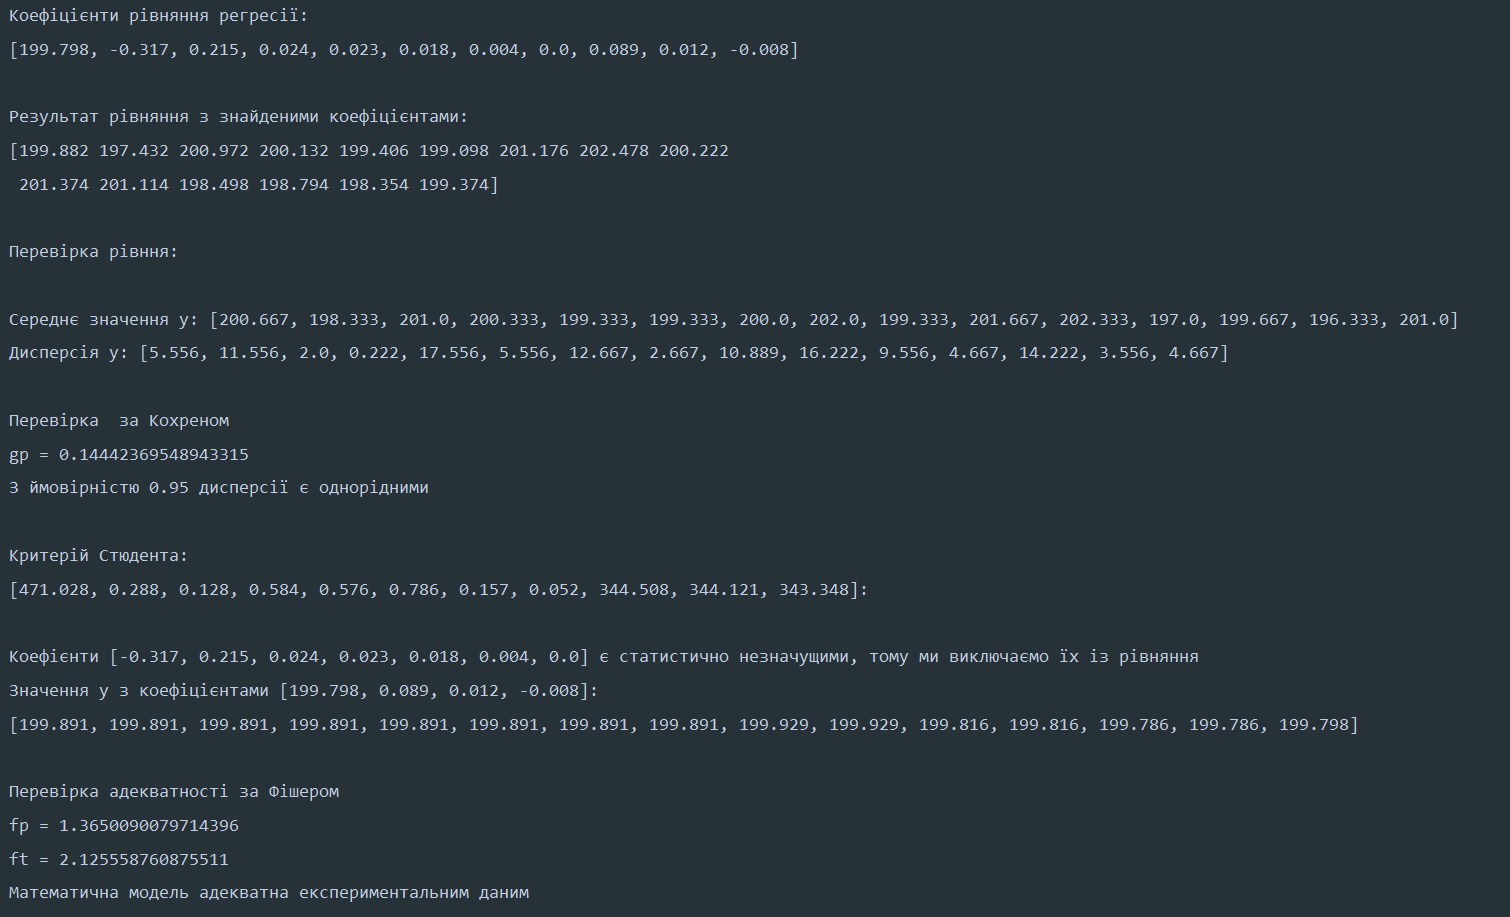 Коефіцієнти рівняння регресії:
[199.798, -0.317, 0.215, 0.024, 0.023, 0.018, 0.004, 0.0, 0.089, 0.012, -0.008]
Результат рівняння з знайденими коефіцієнтами:
[199.882 197.432 200.972 200.132 199.406 199.098 201.176 202.478 200.222
201.374 201.114 198.498 198.794 198.354 199.374]
Перевірка рівння:
Середнє значення y: [200.667, 198.333, 201.0, 200.333, 199.333, 199.333, 200.0, 202.0, 199.333, 201.667, 202.333, 197.0, 199.667, 196.333, 201.0]
Дисперсія y: [5.556, 11.556, 2.0, 0.222, 17.556, 5.556, 12.667, 2.667, 10.889, 16.222, 9.556, 4.667, 14.222, 3.556, 4.667]
Перевірка  за Кохреном
gp = 0.14442369548943315
З ймовірністю 0.95 дисперсії є однорідними
Критерій Стюдента:
[471.028, 0.288, 0.128, 0.584, 0.576, 0.786, 0.157, 0.052, 344.508, 344.121, 343.348]:
Коефієнти [-0.317, 0.215, 0.024, 0.023, 0.018, 0.004, 0.0] є статистично незначущими, тому ми виключаємо їх із рівняння
Значення y з коефіцієнтами [199.798, 0.089, 0.012, -0.008]:
[199.891, 199.891, 199.891, 199.891, 199.891, 199.891, 199.891, 199.891, 199.929, 199.929, 199.816, 199.816, 199.786, 199.786, 199.798]
Перевірка адекватності за Фішером
fp = 1.3650090079714396
ft = 2.125558760875511
Математична модель адекватна експериментальним даним